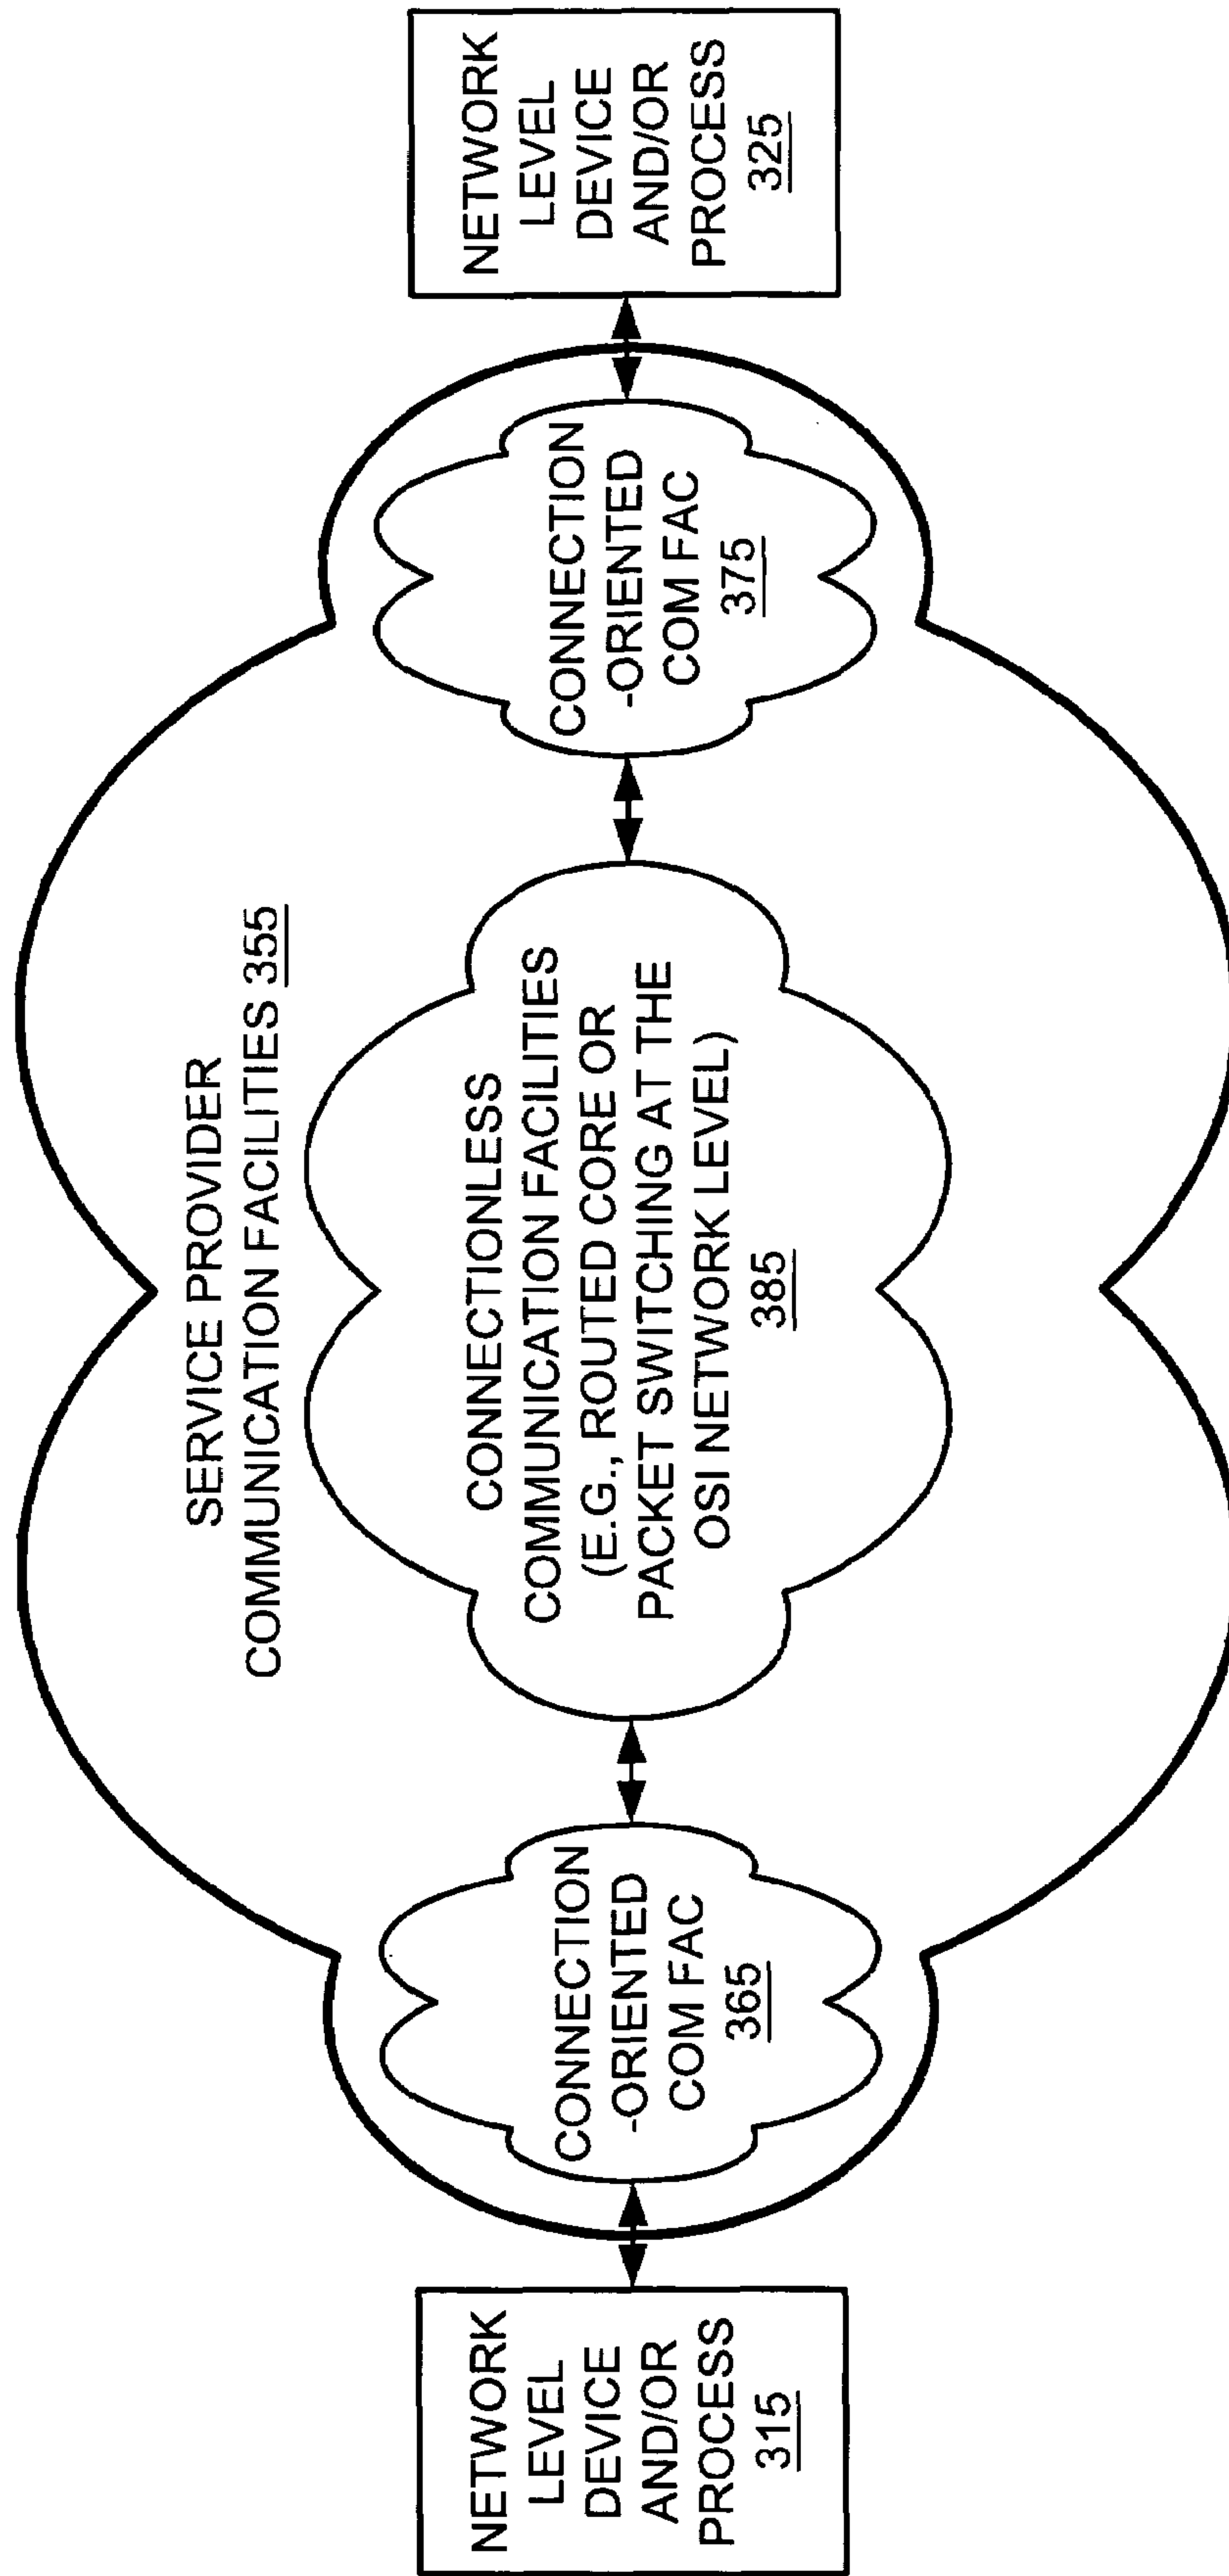 SERVICE PROVIDER
COMMUNICATION FACILITIES 355
NETWORK
LEVEL
DEVICE
AND/OR
PROCESS
315
CONNECTION
-ORIENTED
COM FAC
365
CONNECTIONLESS
COMMUNICATION FACILITIES
(E.G., ROUTED CORE OR
PACKET SWITCHING AT THE
OSI NETWORK LEVEL)
385
CONNECTION
-ORIENTED
COM FAC
375
NETWORK
LEVEL
DEVICE
AND/OR
PROCESS
325